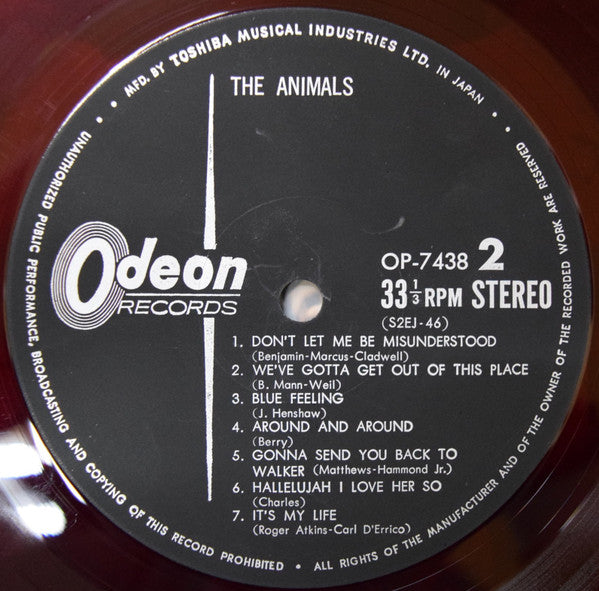 MFD. BY TOSHIBA MUSICAL INDUSTRIES LTD. IN JAPAN
THE ANIMALS
Odeon
RECORDS
OP-7438 2
33 1/3 RPM STEREO
(S2EJ-46)
1. DON'T LET ME BE MISUNDERSTOOD
(Benjamin-Marcus-Cladwell)
2. WE'VE GOTTA GET OUT OF THIS PLACE
(B. Mann-Weil)
3. BLUE FEELING
(J. Henshaw)
4. AROUND AND AROUND
(Berry)
5. GONNA SEND YOU BACK TO
WALKER (Matthews-Hammond Jr.)
6. HALLELUJAH I LOVE HER SO
(Charles)
7. IT'S MY LIFE
(Roger Atkins-Carl D'Errico)
UNAUTHORIZED PUBLIC PERFORMANCE, BROADCASTING AND COPYING OF THIS RECORD PROHIBITED • ALL RIGHTS OF THE MANUFACTURER AND OF THE OWNER OF THE RECORDED WORK ARE RESERVED